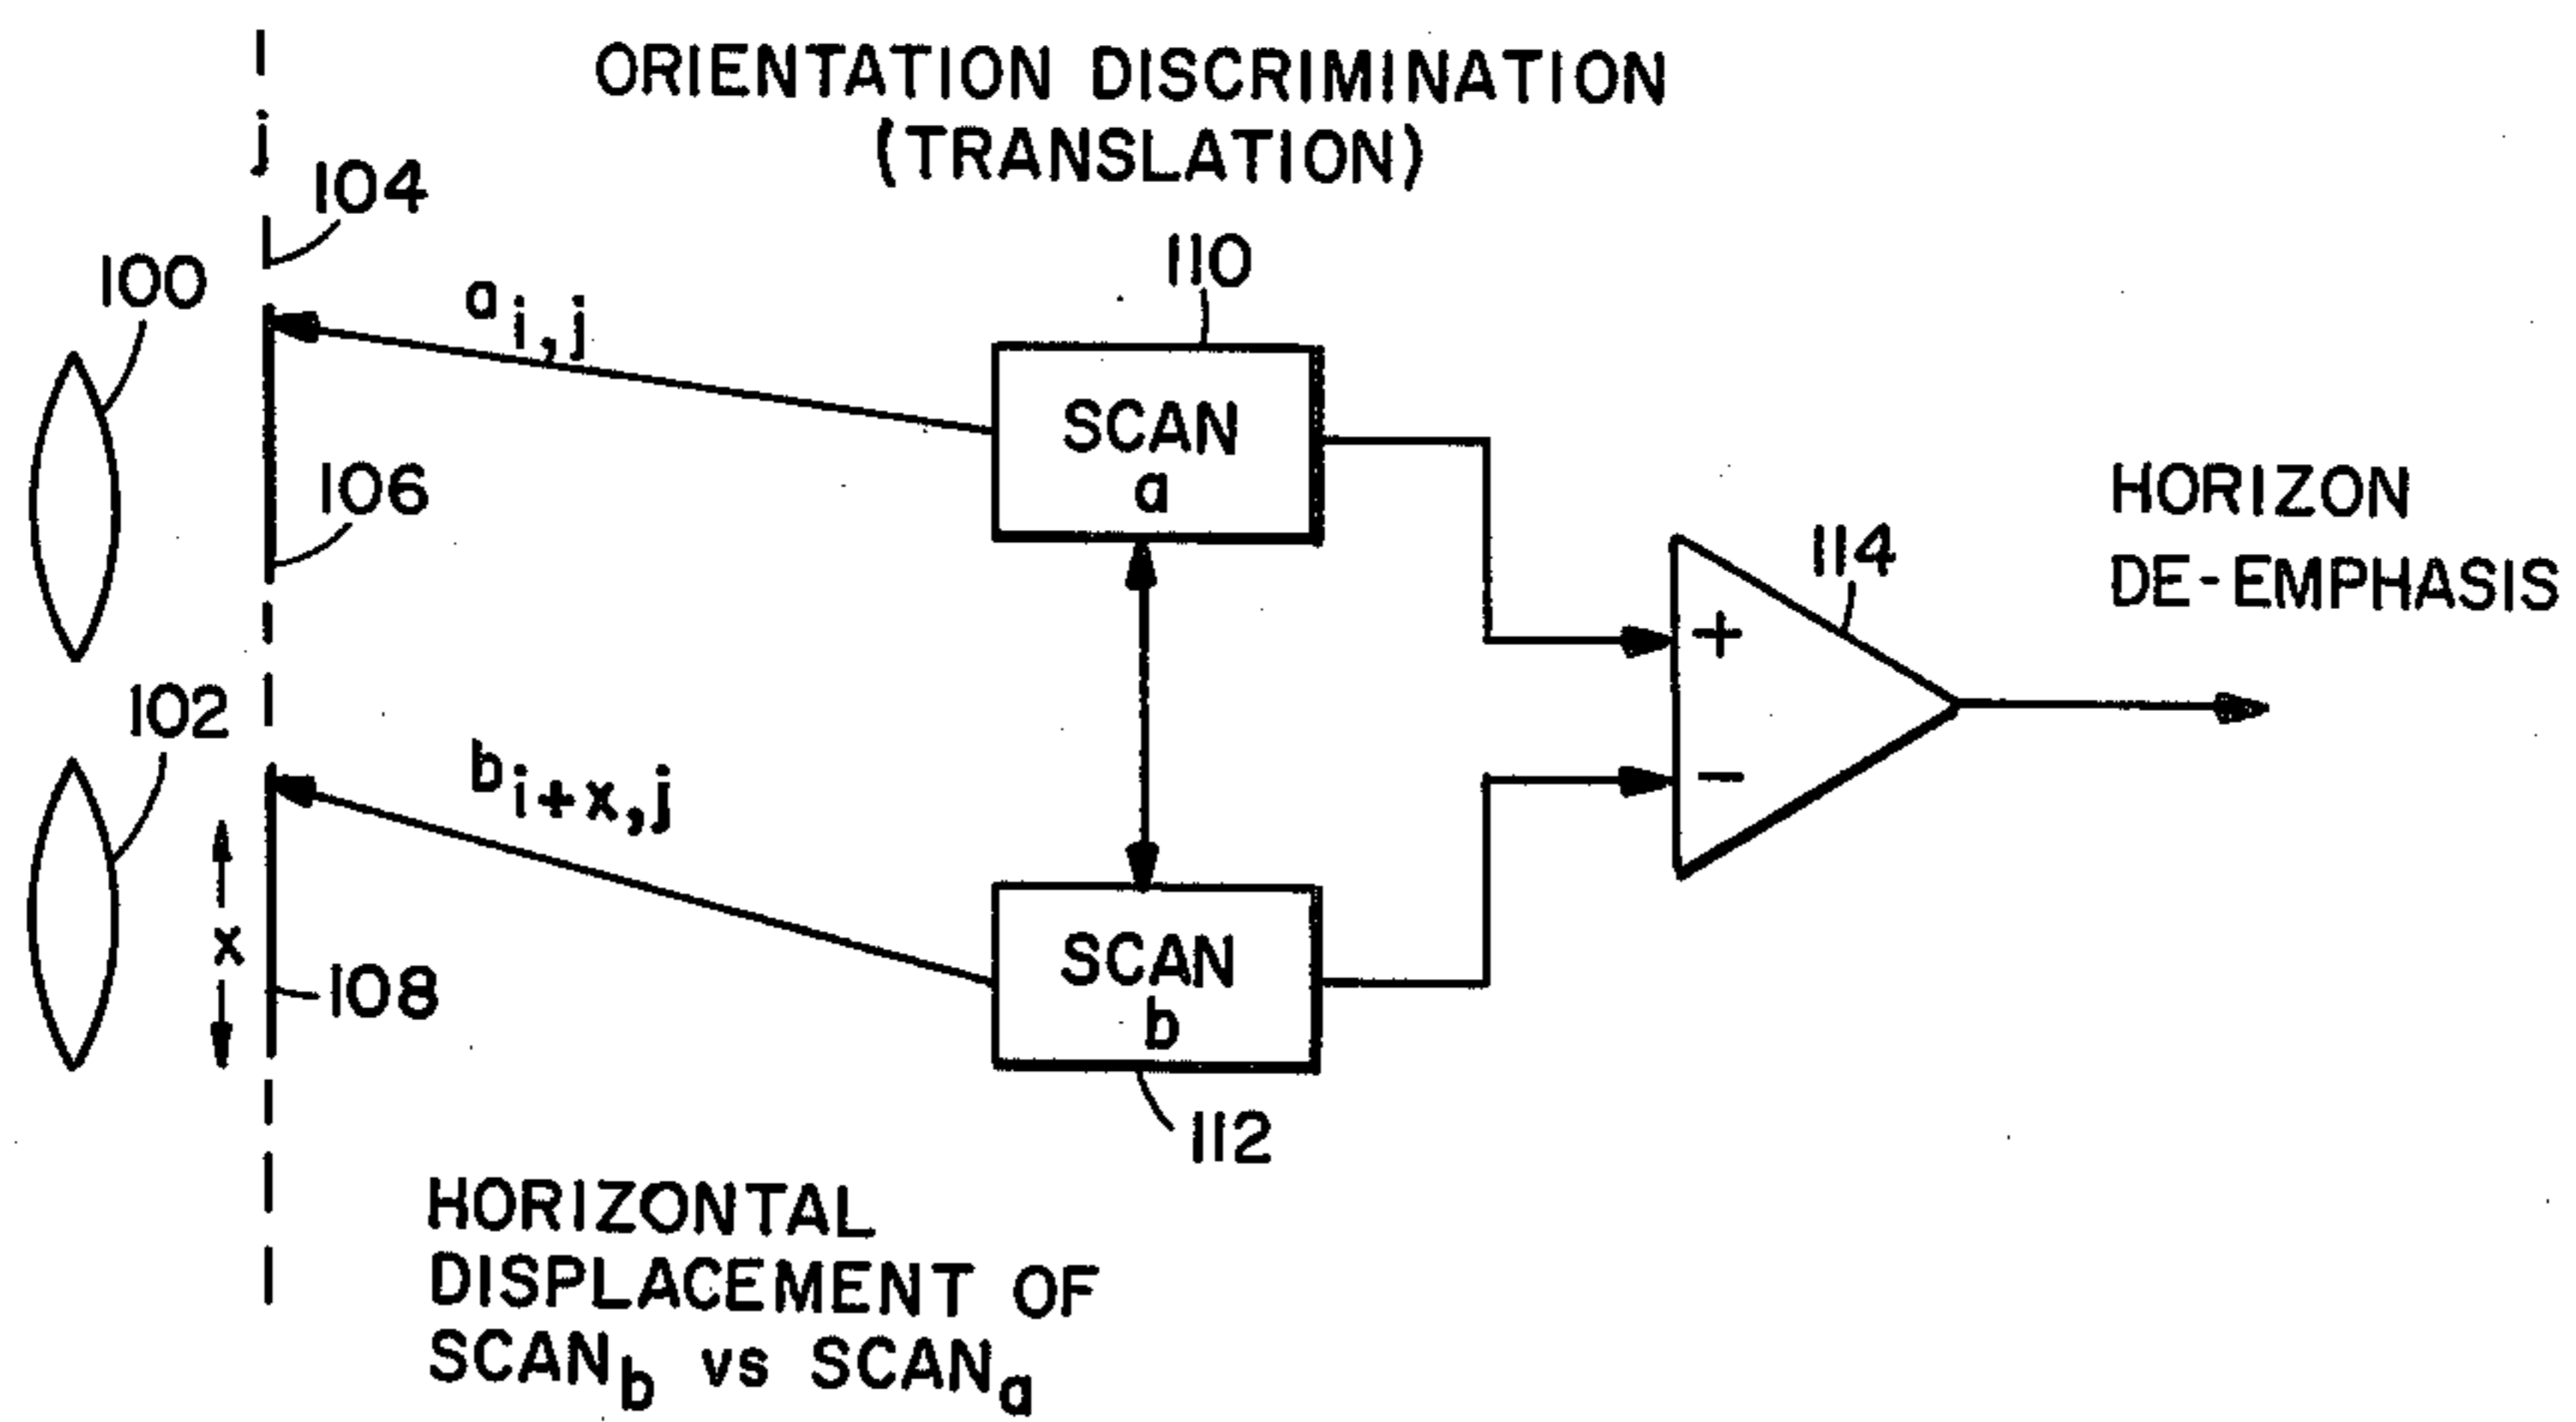 ORIENTATION DISCRIMINATION
(TRANSLATION)
j
104
100
110
a i,j
SCAN
a
106
HORIZON
DE-EMPHASIS
114
+
102
b i+x,j
−
x
108
SCAN
b
112
HORIZONTAL
DISPLACEMENT OF
SCANb vs SCANa